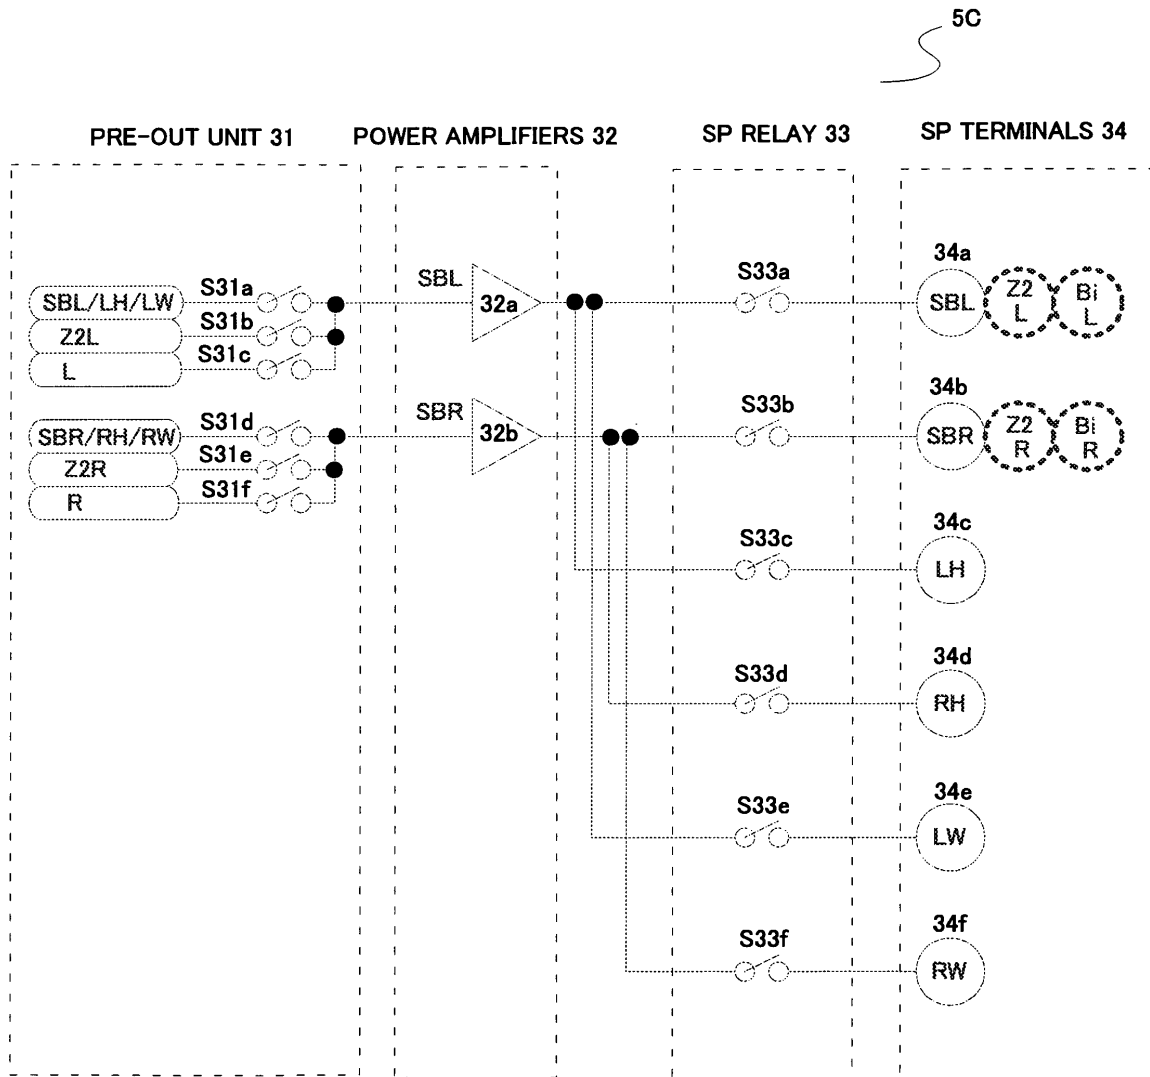 5C
PRE-OUT UNIT 31
POWER AMPLIFIERS 32
SP RELAY 33
SP TERMINALS 34
SBL/LH/LW
S31a
Z2L
S31b
L
S31c
SBR/RH/RW
S31d
Z2R
S31e
R
S31f
SBL
32a
SBR
32b
S33a
S33b
S33c
S33d
S33e
S33f
34a
SBL
Z2
L
Bi
L
34b
SBR
Z2
R
Bi
R
34c
LH
34d
RH
34e
LW
34f
RW